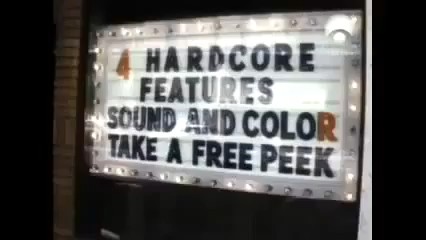 4 HARDCORE
FEATURES
SOUND AND COLOR
TAKE A FREE PEEK